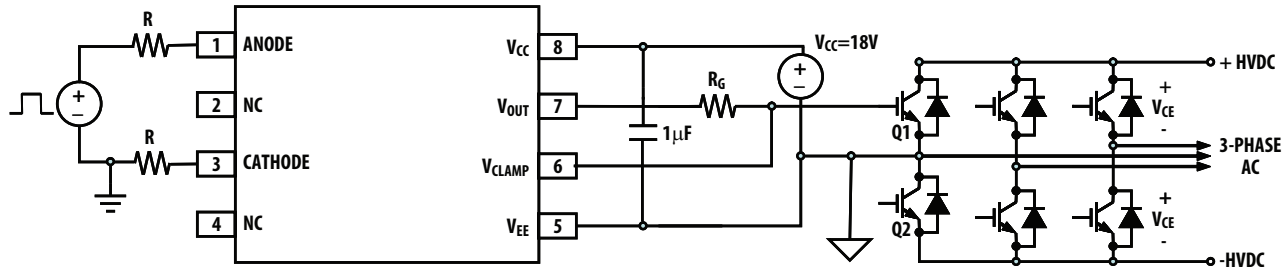 R
1 ANODE
2 NC
R
3 CATHODE
4 NC
VCC 8
VOUT 7
VCLAMP 6
VEE 5
+
−
1µF
RG
VCC=18V
+
−
Q1
Q2
+ HVDC
+
VCE
-
3-PHASE
AC
+
VCE
-
-HVDC